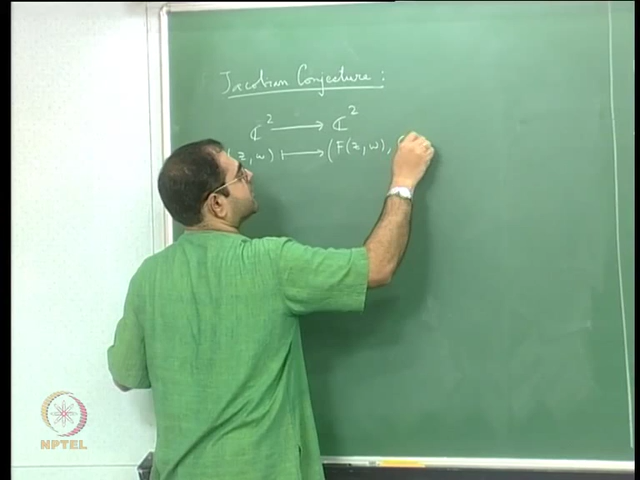 Jacobian Conjecture :
ℂ² ⟶ ℂ²
(z, w) ⟼ (F(z, w),
NPTEL